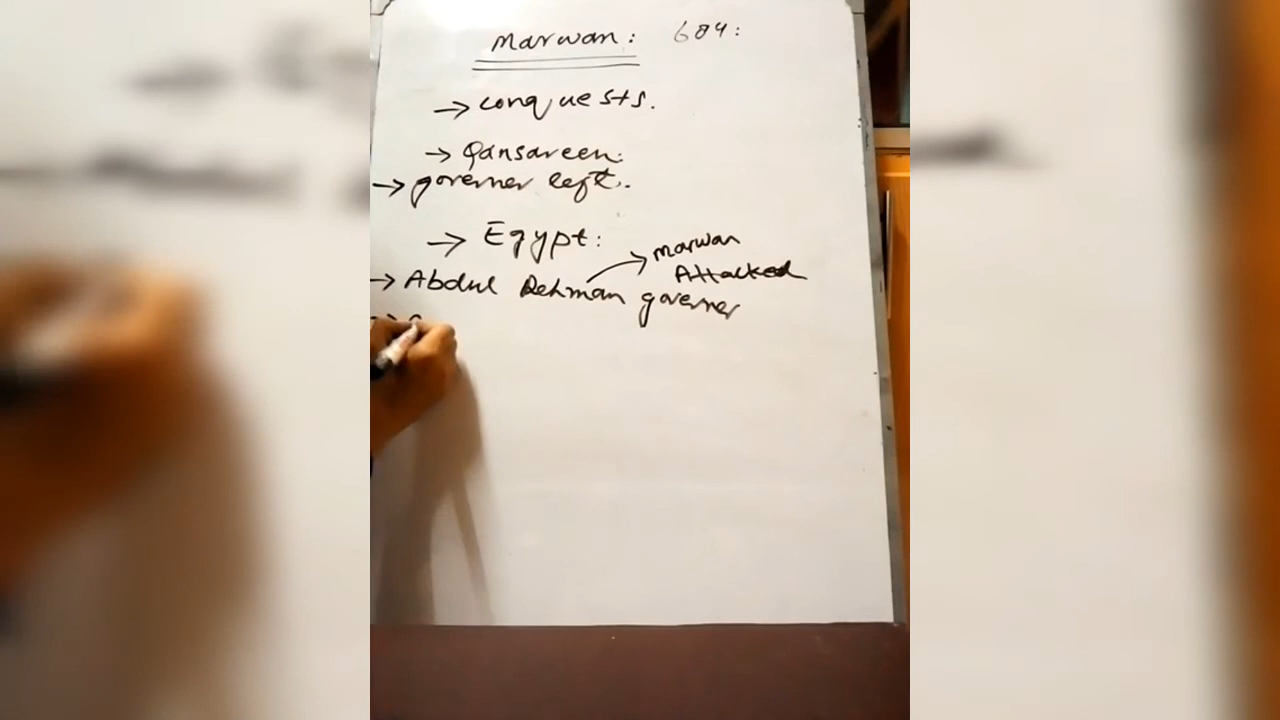 Marwan: 684:
→ conquests.
→ Qansareen:
→ governer left.
→ Egypt:
→ Marwan Attacked
→ Abdul Rehman governer